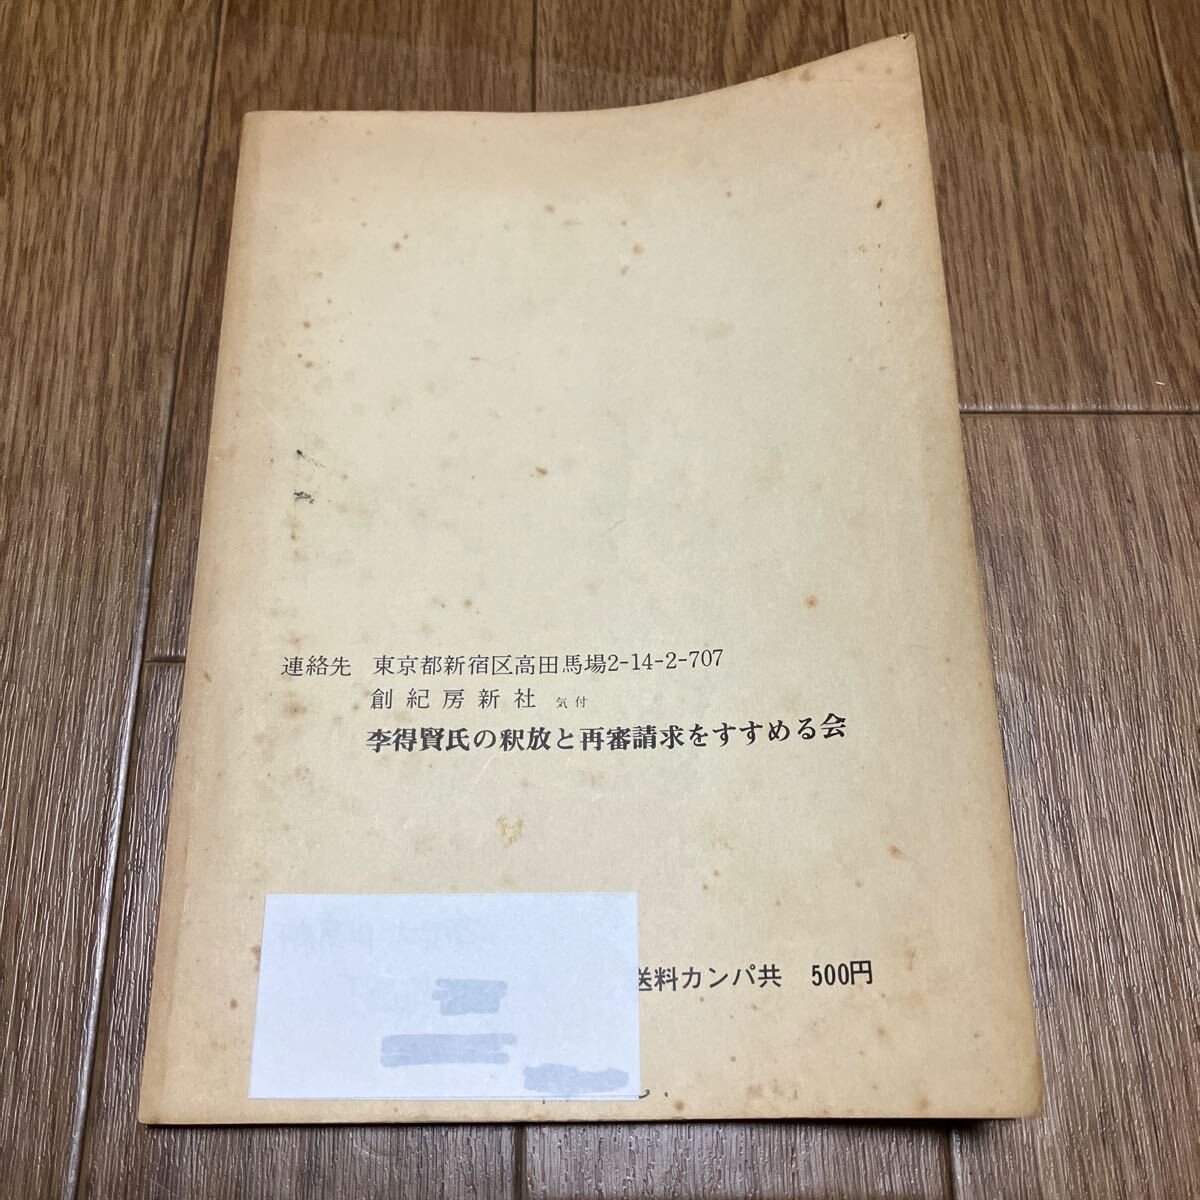 連絡先 東京都新宿区高田馬場2-14-2-707
創紀房新社 気付
李得賢氏の釈放と再審請求をすすめる会
送料カンパ共 500円